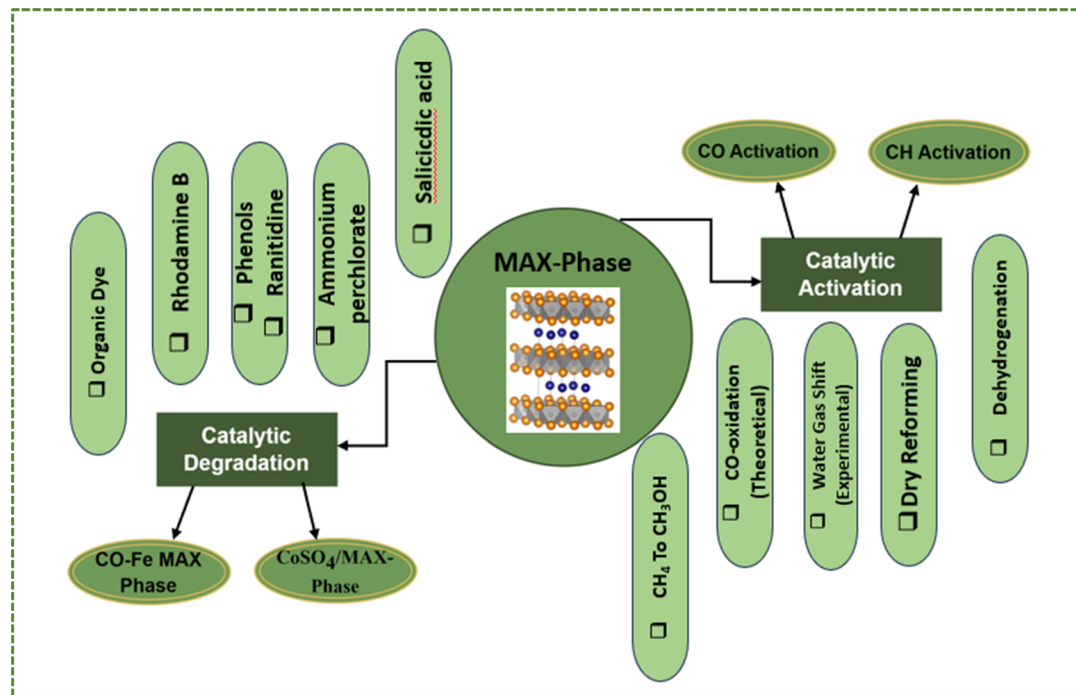 ❑ Organic Dye
❑ Rhodamine B
❑ Phenols
❑ Ranitidine
❑ Ammonium
perchlorate
❑ Salicicdic acid
MAX-Phase
CO Activation
CH Activation
Catalytic
Activation
Catalytic
Degradation
CO-Fe MAX
Phase
CoSO₄/MAX-
Phase
❑ CH₄ To CH₃OH
❑ CO-oxidation
(Theoretical)
❑ Water Gas Shift
(Experimental)
❑ Dry Reforming
❑ Dehydrogenation